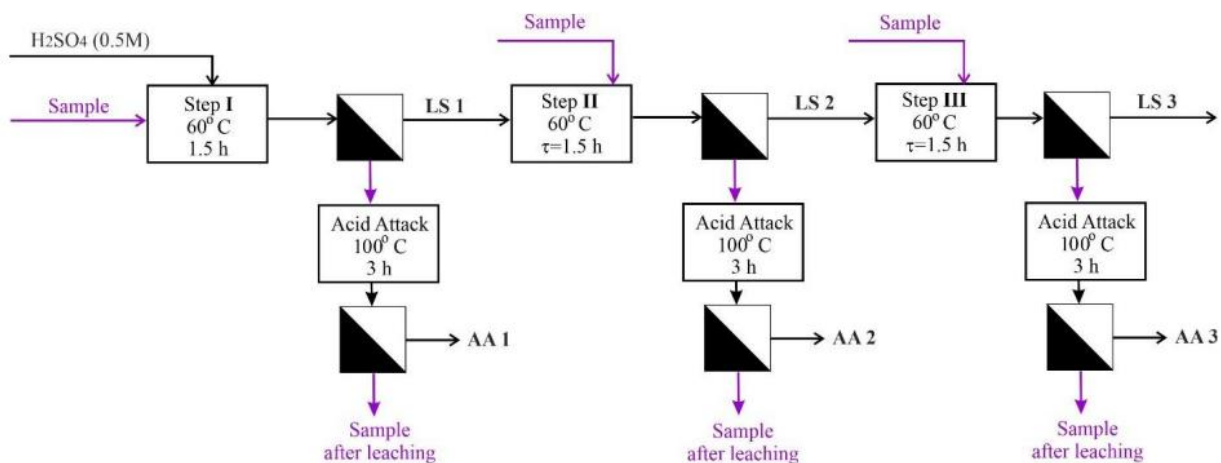 Sample
Sample
H2SO4 (0.5M)
Sample
Step I
60° C
1.5 h
LS 1
Step II
60° C
τ=1.5 h
LS 2
Step III
60° C
τ=1.5 h
LS 3
Acid Attack
100° C
3 h
Acid Attack
100° C
3 h
Acid Attack
100° C
3 h
AA 1
AA 2
AA 3
Sample
after leaching
Sample
after leaching
Sample
after leaching